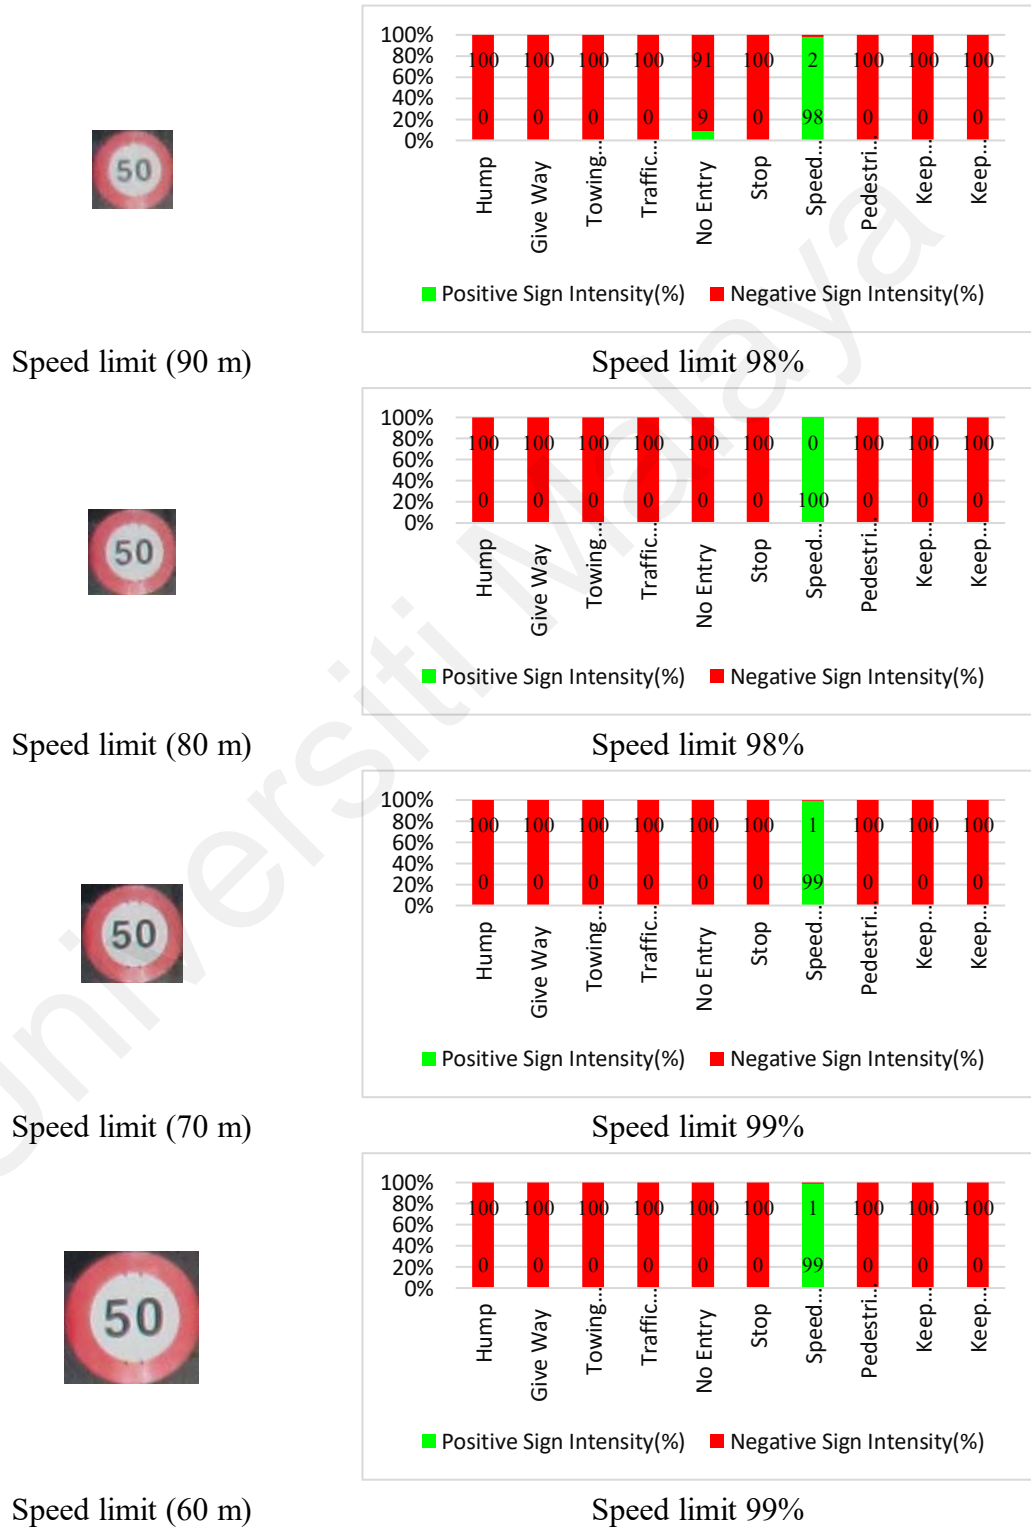 100%
80%
60%
40%
20%
0%
100 100 100 100 91 100 2 100 100 100
0 0 0 0 9 0 98 0 0 0
Hump
Give Way
Towing...
Traffic...
No Entry
Stop
Speed...
Pedestri...
Keep...
Keep...
50
Positive Sign Intensity(%) Negative Sign Intensity(%)
Speed limit (90 m) Speed limit 98%
100%
80%
60%
40%
20%
0%
100 100 100 100 100 100 0 100 100 100
0 0 0 0 0 0 100 0 0 0
Hump
Give Way
Towing...
Traffic...
No Entry
Stop
Speed...
Pedestri...
Keep...
Keep...
50
Positive Sign Intensity(%) Negative Sign Intensity(%)
Speed limit (80 m) Speed limit 98%
100%
80%
60%
40%
20%
0%
100 100 100 100 100 100 1 100 100 100
0 0 0 0 0 0 99 0 0 0
Hump
Give Way
Towing...
Traffic...
No Entry
Stop
Speed...
Pedestri...
Keep...
Keep...
50
Positive Sign Intensity(%) Negative Sign Intensity(%)
Speed limit (70 m) Speed limit 99%
100%
80%
60%
40%
20%
0%
100 100 100 100 100 100 1 100 100 100
0 0 0 0 0 0 99 0 0 0
Hump
Give Way
Towing...
Traffic...
No Entry
Stop
Speed...
Pedestri...
Keep...
Keep...
50
Positive Sign Intensity(%) Negative Sign Intensity(%)
Speed limit (60 m) Speed limit 99%
Universiti Malaya